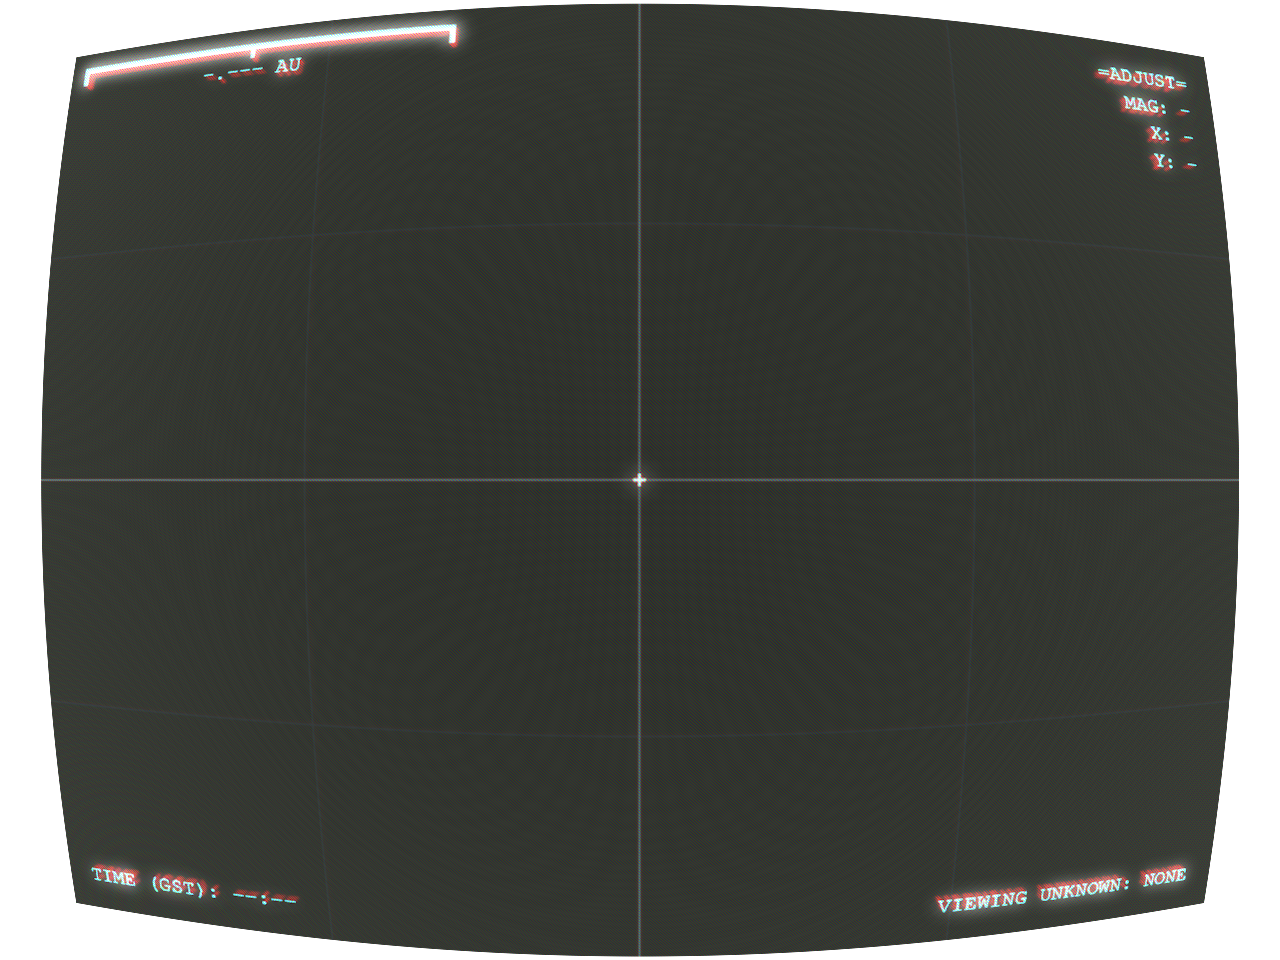 -.--- AU
=ADJUST=
MAG: -
X: -
Y: -
TIME (GST): --:--
VIEWING UNKNOWN: NONE